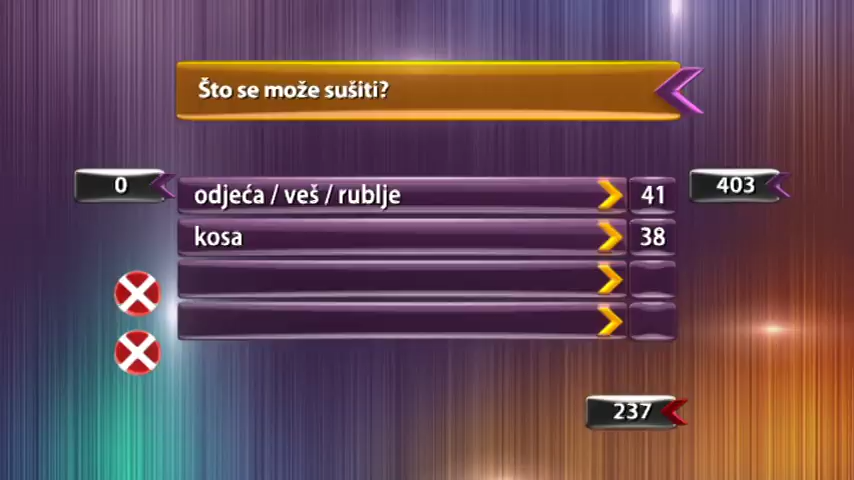 Što se može sušiti?
0
403
odjeća / veš / rublje 41
kosa 38
237